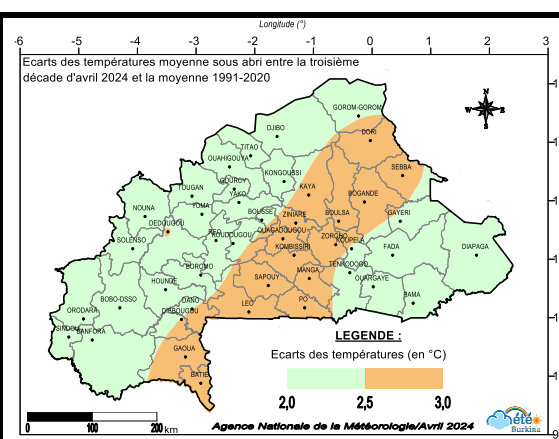 Longitude (°)
-6 -5 -4 -3 -2 -1 0 1 2 3
Ecarts des températures moyenne sous abri entre la troisième
décade d'avril 2024 et la moyenne 1991-2020
GOROM-GOROM
DJIBO
DORI
TITAO
OUAHIGOUYA
KONGOUSSI
SEBBA
GOURCY
TOUGAN
KAYA
YAKO
BOGANDE
NOUNA
TOMA
BOUSSE
ZINIARE
BOULSA
GAYERI
DEDOUGOU
REO
KOUDOUGOU
OUAGADOUGOU
ZORGHO
KOUPELA
SOLENSO
KOMBISSIRI
FADA
DIAPAGA
BOROMO
TENKODOGO
MANGA
HOUNDE
SAPOUY
OUARGAYE
BOBO-DSSO
DANO
LEO
PO
PAMA
ORODARA
DIEBOUGOU
SINDOU
BANFORA
GAOUA
BATIE
N
W E
S
LEGENDE :
Ecarts des températures (en °C)
2,0 2,5 3,0
0 100 200 km
Agence Nationale de la Météorologie/Avril 2024
météo
Burkina